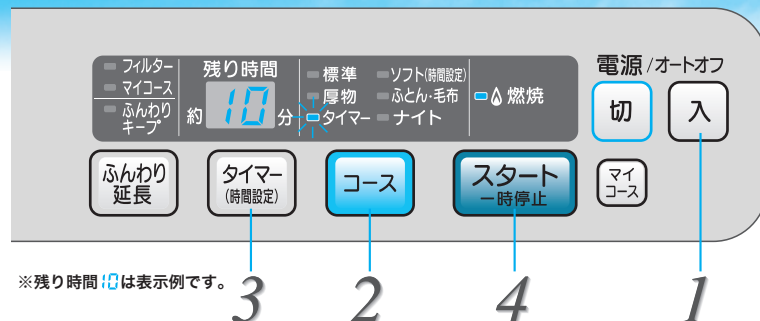 フィルター
マイコース
ふんわり
キープ
残り時間
約 10 分
標準
厚物
タイマー
ソフト(時間設定)
ふとん・毛布
ナイト
燃焼
電源/オートオフ
切
入
ふんわり
延長
タイマー
(時間設定)
コース
スタート
一時停止
マイ
コース
※残り時間10は表示例です。
3
2
4
1